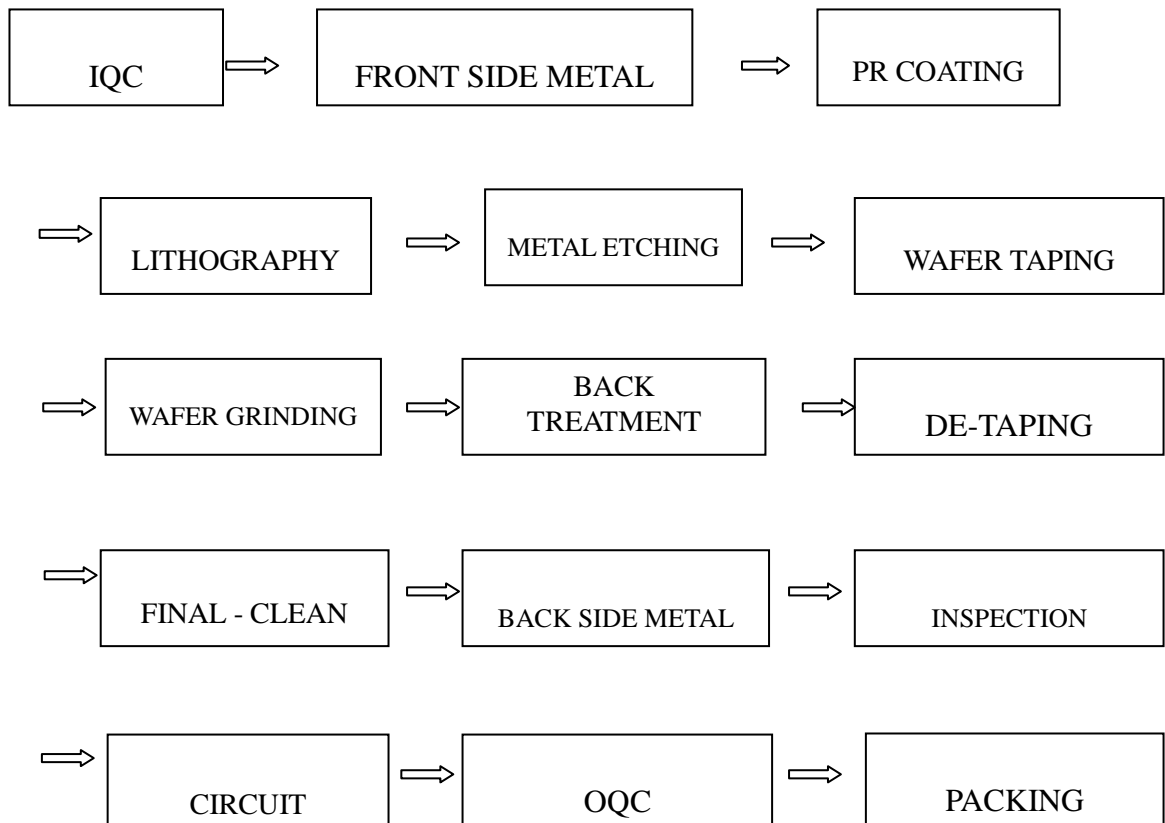 IQC
FRONT SIDE METAL
PR COATING
LITHOGRAPHY
METAL ETCHING
WAFER TAPING
WAFER GRINDING
BACK
TREATMENT
DE-TAPING
FINAL - CLEAN
BACK SIDE METAL
INSPECTION
CIRCUIT
OQC
PACKING